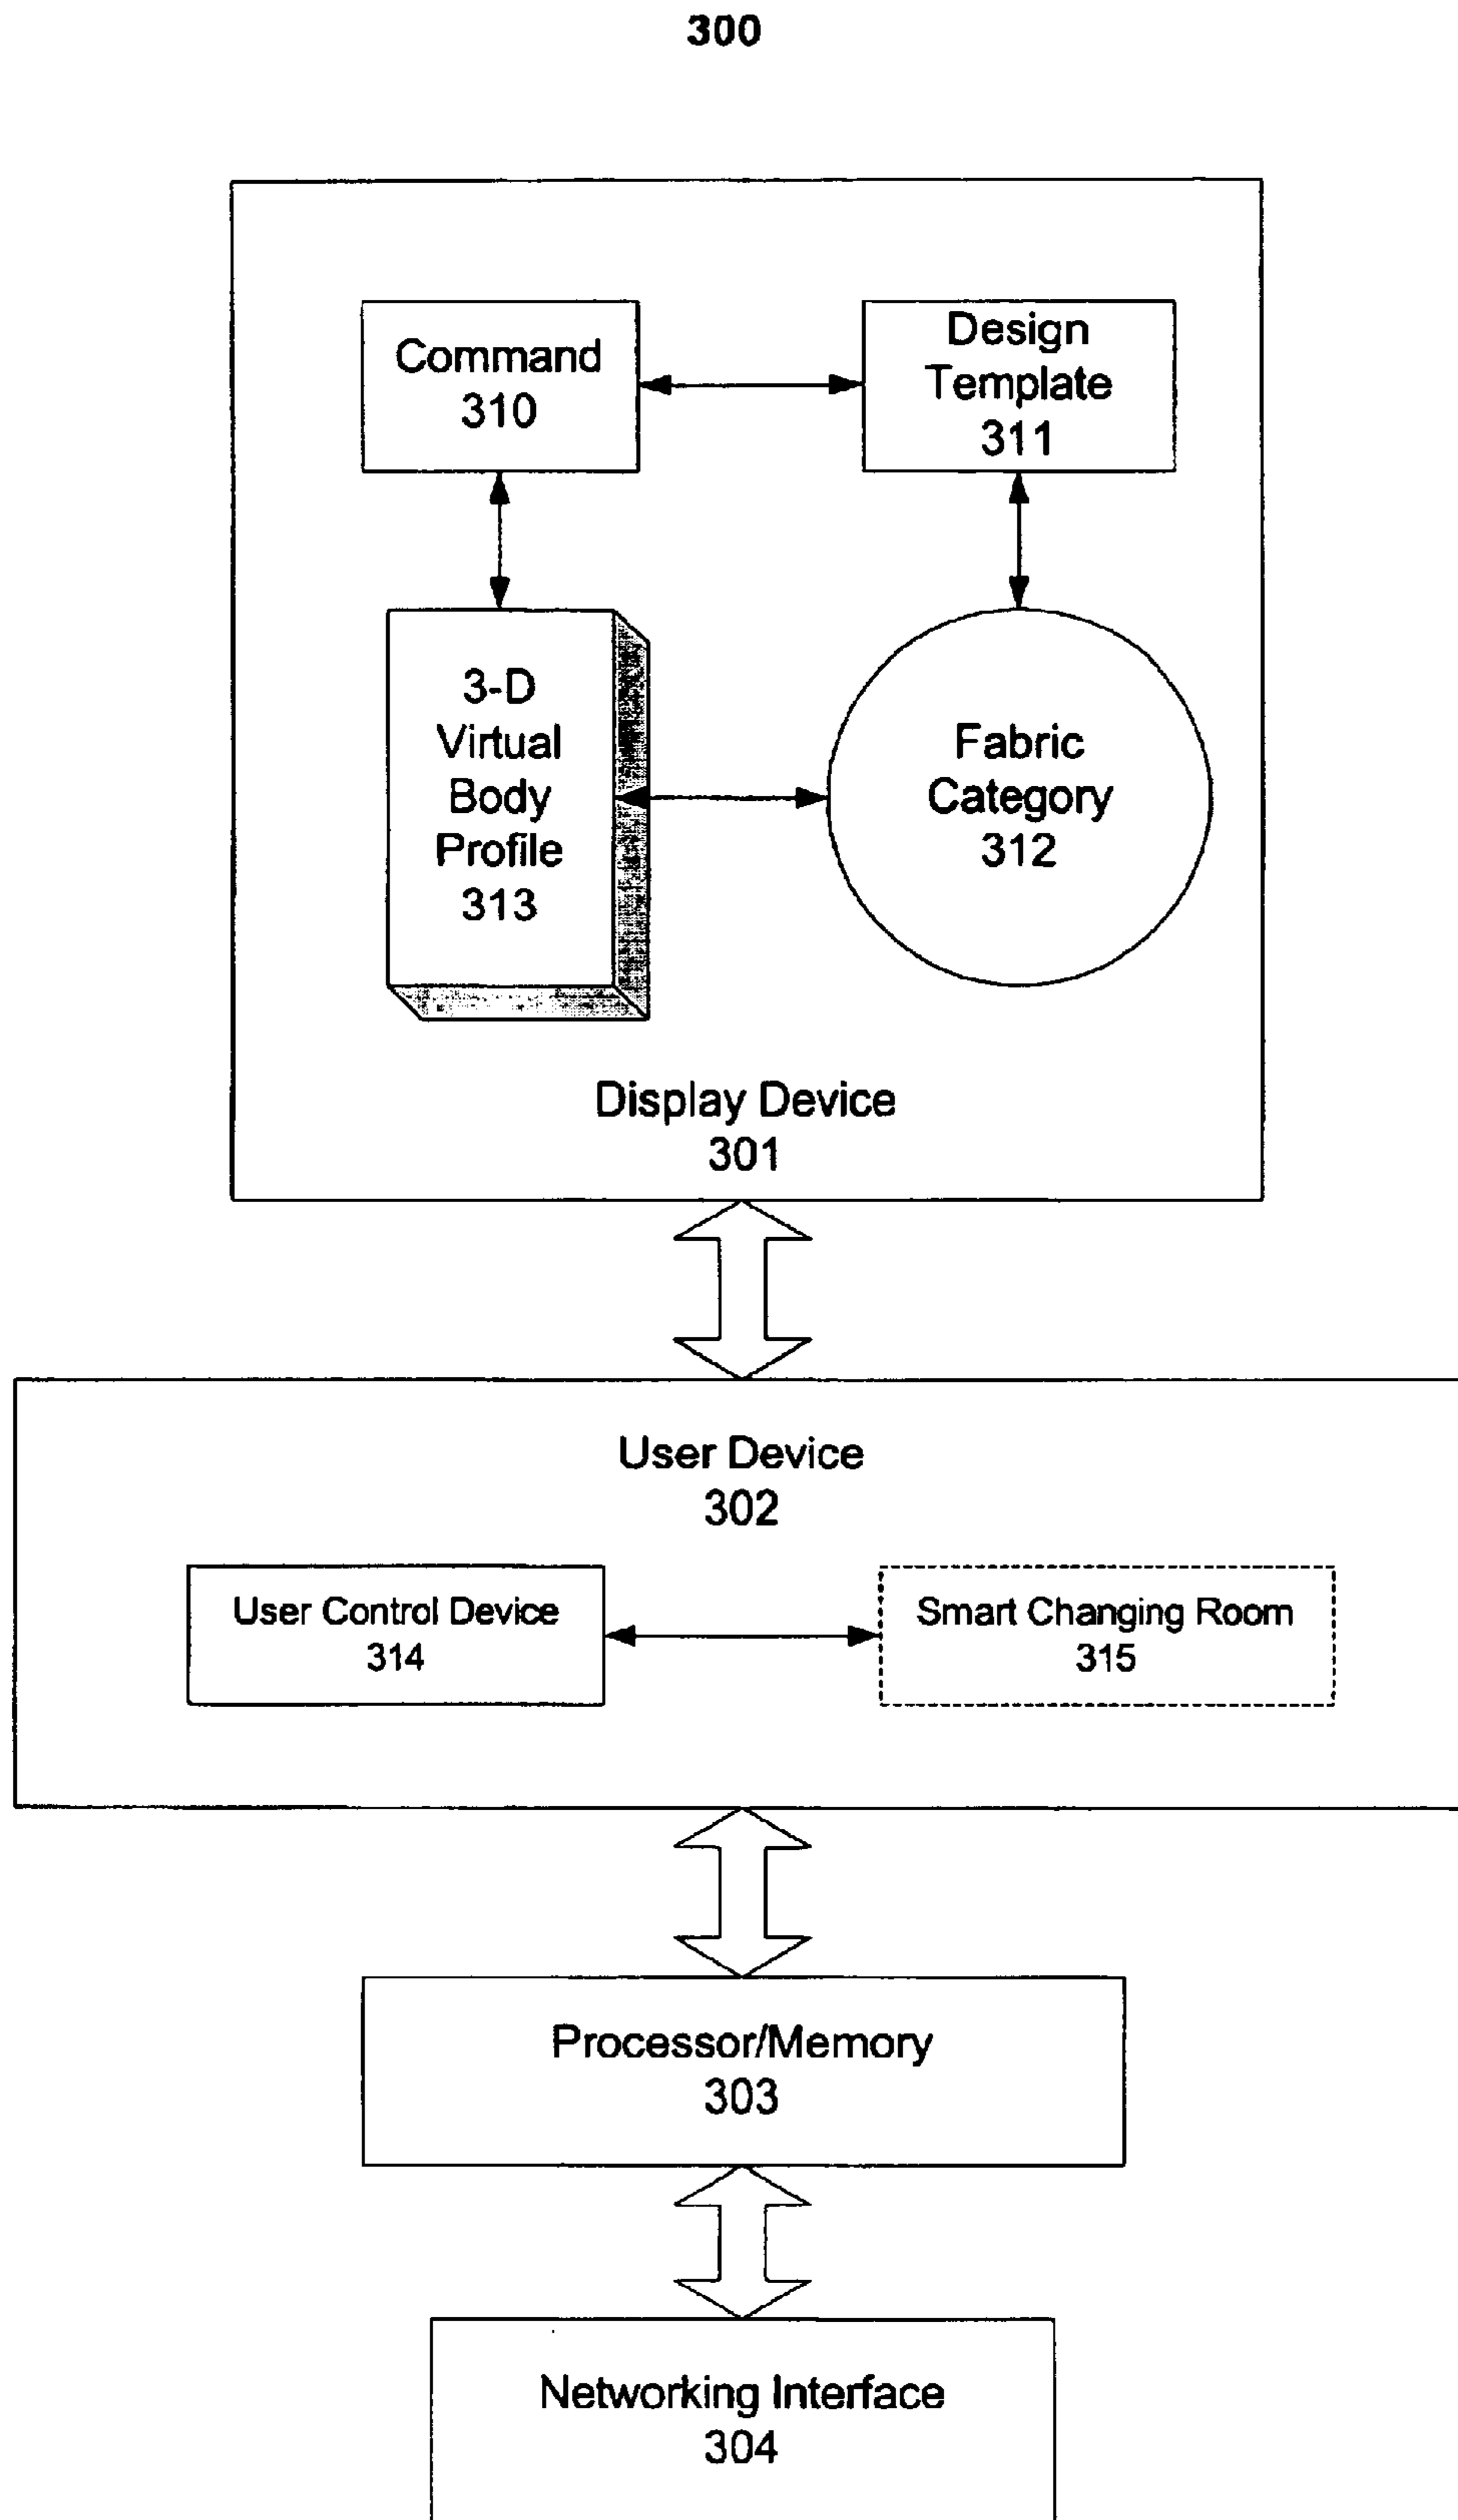 300
Command
310
Design
Template
311
3-D
Virtual
Body
Profile
313
Fabric
Category
312
Display Device
301
User Device
302
User Control Device
314
Smart Changing Room
315
Processor/Memory
303
Networking Interface
304